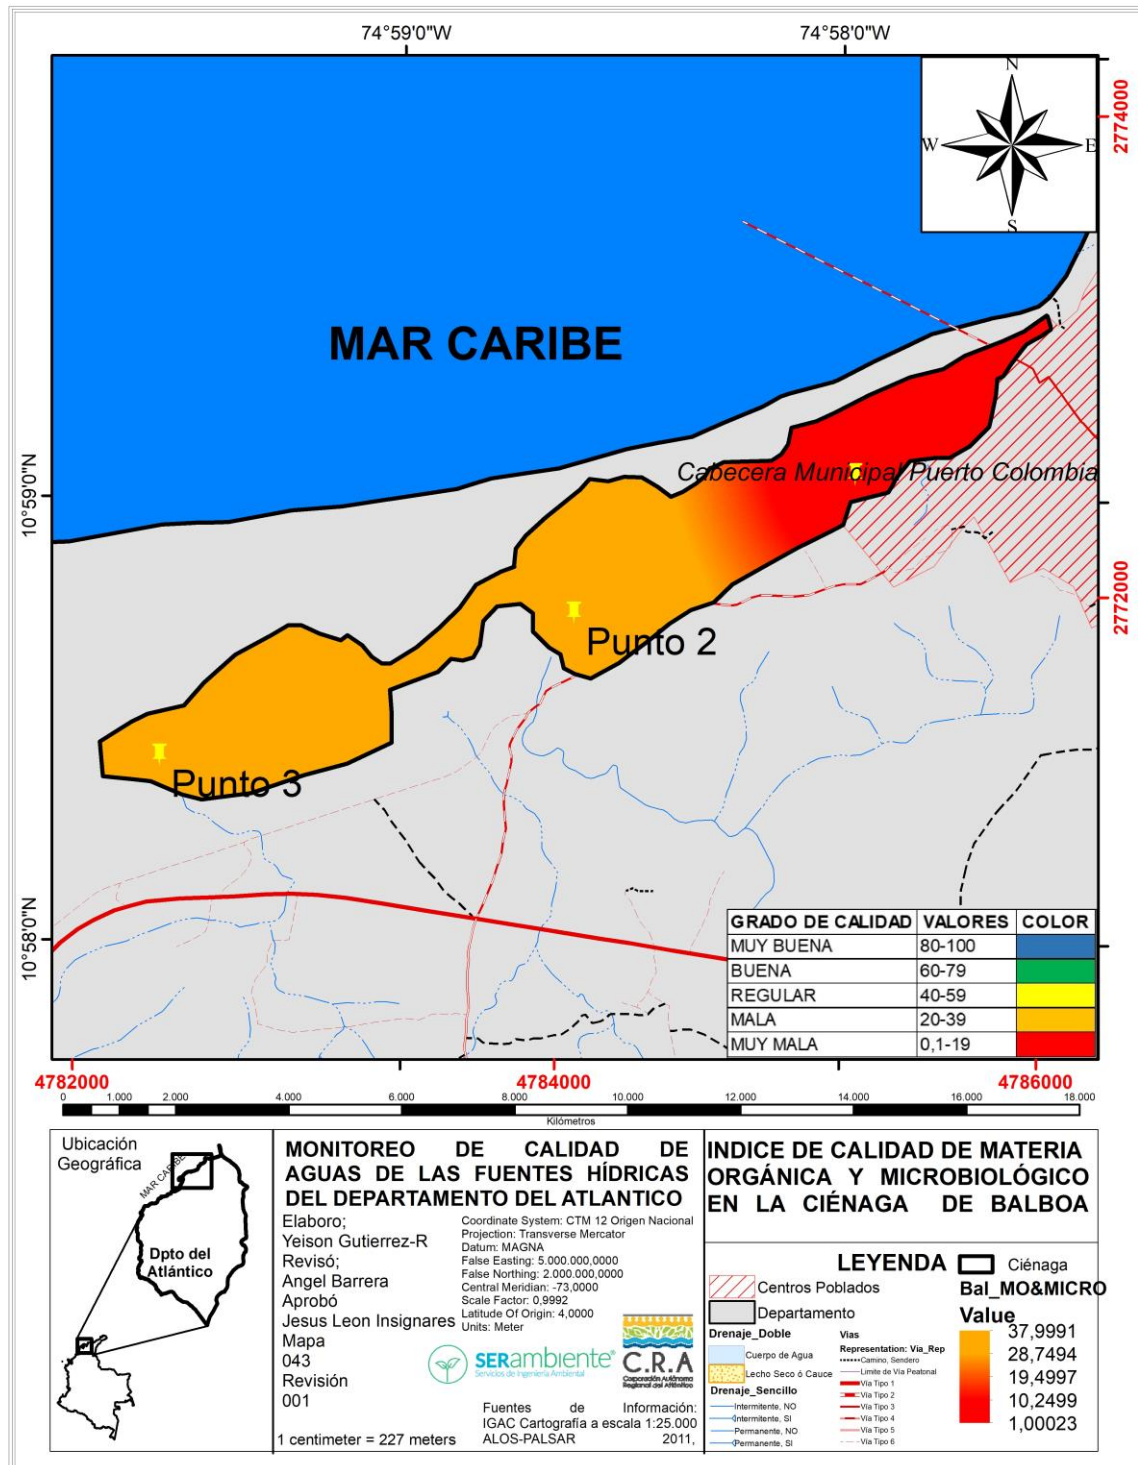 74°59'0"W
74°58'0"W
N
W
E
S
2774000
MAR CARIBE
10°59'0"N
Cabecera Municipal Puerto Colombia
2772000
Punto 2
Punto 3
10°58'0"N
GRADO DE CALIDAD VALORES COLOR
MUY BUENA 80-100
BUENA 60-79
REGULAR 40-59
MALA 20-39
MUY MALA 0,1-19
4782000
4784000
4786000
0 1.000 2.000 4.000 6.000 8.000 10.000 12.000 14.000 16.000 18.000
Kilómetros
Ubicación
Geográfica
MAR CARIBE
Dpto del
Atlántico
MONITOREO DE CALIDAD DE
AGUAS DE LAS FUENTES HÍDRICAS
DEL DEPARTAMENTO DEL ATLANTICO
Elaboro;
Yeison Gutierrez-R
Revisó;
Angel Barrera
Aprobó
Jesus Leon Insignares
Mapa
043
Revisión
001
1 centimeter = 227 meters
Coordinate System: CTM 12 Origen Nacional
Projection: Transverse Mercator
Datum: MAGNA
False Easting: 5.000.000,0000
False Northing: 2.000.000,0000
Central Meridian: -73,0000
Scale Factor: 0,9992
Latitude Of Origin: 4,0000
Units: Meter
SERambiente®
Servicios de Ingeniería Ambiental
C.R.A
Corporación Autónoma
Regional del Atlántico
Fuentes de Información:
IGAC Cartografía a escala 1:25.000
ALOS-PALSAR 2011,
INDICE DE CALIDAD DE MATERIA
ORGÁNICA Y MICROBIOLÓGICO
EN LA CIÉNAGA DE BALBOA
LEYENDA
Ciénaga
Centros Poblados
Departamento
Drenaje_Doble
Cuerpo de Agua
Lecho Seco ó Cauce
Drenaje_Sencillo
Intermitente, NO
Intermitente, SI
Permanente, NO
Permanente, SI
Vias
Representation: Via_Rep
Camino, Sendero
Limite de Vía Peatonal
Vía Tipo 1
Vía Tipo 2
Vía Tipo 3
Vía Tipo 4
Vía Tipo 5
Vía Tipo 6
Bal_MO&MICRO
Value
37,9991
28,7494
19,4997
10,2499
1,00023